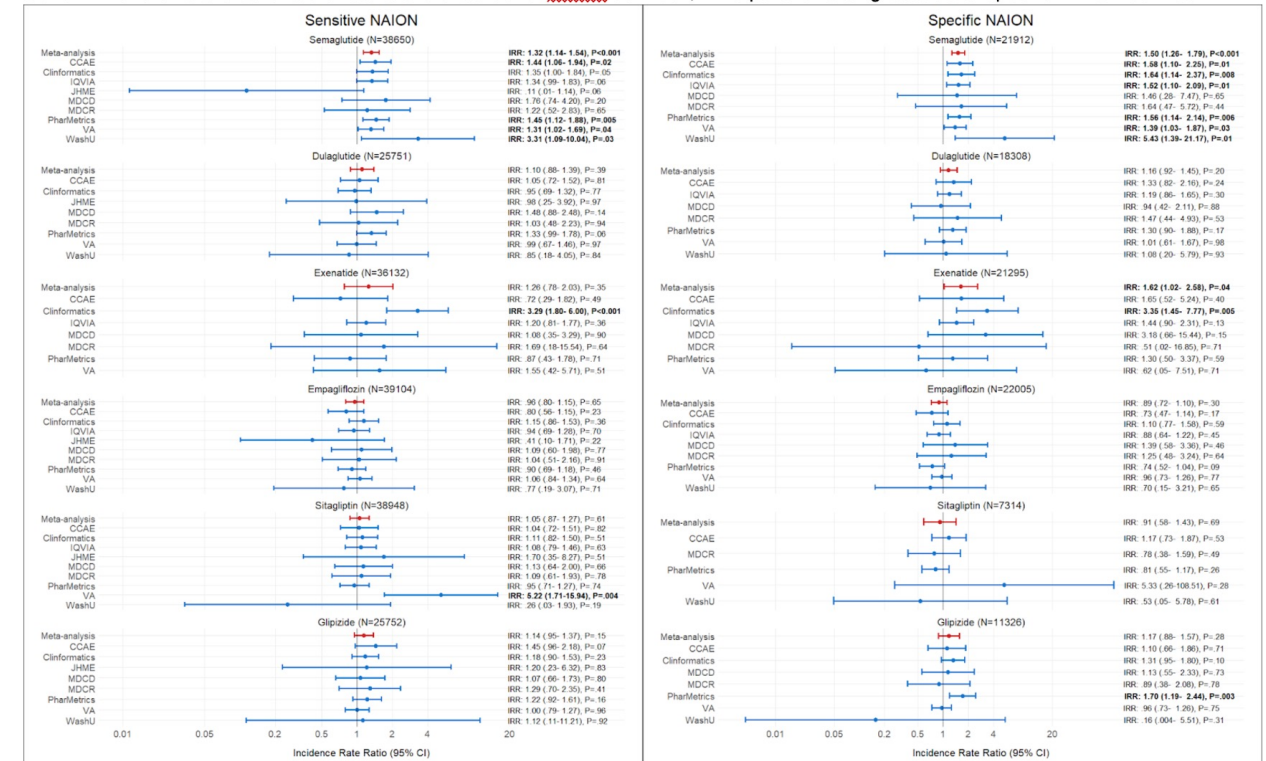 Sensitive NAION
Semaglutide (N=38650)
Meta-analysis IRR: 1.32 (1.14- 1.54), P<0.001
CCAE IRR: 1.44 (1.06- 1.94), P=.02
Clinformatics IRR: 1.35 (1.00- 1.84), P=.05
IQVIA IRR: 1.34 (.99- 1.83), P=.06
JHME IRR: .11 (.01- 1.14), P=.06
MDCD IRR: 1.76 (.74- 4.20), P=.20
MDCR IRR: 1.22 (.52- 2.83), P=.65
PharMetrics IRR: 1.45 (1.12- 1.88), P=.005
VA IRR: 1.31 (1.02- 1.69), P=.04
WashU IRR: 3.31 (1.09-10.04), P=.03
Dulaglutide (N=25751)
Meta-analysis IRR: 1.10 (.88- 1.39), P=.39
CCAE IRR: 1.05 (.72- 1.52), P=.81
Clinformatics IRR: .95 (.69- 1.32), P=.77
JHME IRR: .98 (.25- 3.92), P=.97
MDCD IRR: 1.48 (.88- 2.48), P=.14
MDCR IRR: 1.03 (.48- 2.23), P=.94
PharMetrics IRR: 1.33 (.99- 1.78), P=.06
VA IRR: .99 (.67- 1.46), P=.97
WashU IRR: .85 (.18- 4.05), P=.84
Exenatide (N=36132)
Meta-analysis IRR: 1.26 (.78- 2.03), P=.35
CCAE IRR: .72 (.29- 1.82), P=.49
Clinformatics IRR: 3.29 (1.80- 6.00), P<0.001
IQVIA IRR: 1.20 (.81- 1.77), P=.36
MDCD IRR: 1.08 (.35- 3.29), P=.90
MDCR IRR: 1.69 (.18-15.54), P=.64
PharMetrics IRR: .87 (.43- 1.78), P=.71
VA IRR: 1.55 (.42- 5.71), P=.51
Empagliflozin (N=39104)
Meta-analysis IRR: .96 (.80- 1.15), P=.65
CCAE IRR: .80 (.56- 1.15), P=.23
Clinformatics IRR: 1.15 (.86- 1.53), P=.36
IQVIA IRR: .94 (.69- 1.28), P=.70
JHME IRR: .41 (.10- 1.71), P=.22
MDCD IRR: 1.09 (.60- 1.98), P=.77
MDCR IRR: 1.04 (.51- 2.16), P=.91
PharMetrics IRR: .90 (.69- 1.18), P=.46
VA IRR: 1.06 (.84- 1.34), P=.64
WashU IRR: .77 (.19- 3.07), P=.71
Sitagliptin (N=38948)
Meta-analysis IRR: 1.05 (.87- 1.27), P=.61
CCAE IRR: 1.04 (.72- 1.51), P=.82
Clinformatics IRR: 1.11 (.82- 1.50), P=.51
IQVIA IRR: 1.08 (.79- 1.46), P=.63
JHME IRR: 1.70 (.35- 8.27), P=.51
MDCD IRR: 1.13 (.64- 2.00), P=.66
MDCR IRR: 1.09 (.61- 1.93), P=.78
PharMetrics IRR: .95 (.71- 1.27), P=.74
VA IRR: 5.22 (1.71-15.94), P=.004
WashU IRR: .26 (.03- 1.93), P=.19
Glipizide (N=25752)
Meta-analysis IRR: 1.14 (.95- 1.37), P=.15
CCAE IRR: 1.45 (.96- 2.18), P=.07
Clinformatics IRR: 1.18 (.90- 1.53), P=.23
JHME IRR: 1.20 (.23- 6.32), P=.83
MDCD IRR: 1.07 (.66- 1.73), P=.80
MDCR IRR: 1.29 (.70- 2.35), P=.41
PharMetrics IRR: 1.22 (.92- 1.61), P=.16
VA IRR: 1.00 (.79- 1.27), P=.96
WashU IRR: 1.12 (.11-11.21), P=.92
0.01 0.05 0.2 0.5 1 2 4 20
Incidence Rate Ratio (95% CI)
Specific NAION
Semaglutide (N=21912)
Meta-analysis IRR: 1.50 (1.26- 1.79), P<0.001
CCAE IRR: 1.58 (1.10- 2.25), P=.01
Clinformatics IRR: 1.64 (1.14- 2.37), P=.008
IQVIA IRR: 1.52 (1.10- 2.09), P=.01
MDCD IRR: 1.46 (.28- 7.47), P=.65
MDCR IRR: 1.64 (.47- 5.72), P=.44
PharMetrics IRR: 1.56 (1.14- 2.14), P=.006
VA IRR: 1.39 (1.03- 1.87), P=.03
WashU IRR: 5.43 (1.39- 21.17), P=.01
Dulaglutide (N=18308)
Meta-analysis IRR: 1.16 (.92- 1.45), P=.20
CCAE IRR: 1.33 (.82- 2.16), P=.24
IQVIA IRR: 1.19 (.86- 1.65), P=.30
MDCD IRR: .94 (.42- 2.11), P=.88
MDCR IRR: 1.47 (.44- 4.93), P=.53
PharMetrics IRR: 1.30 (.90- 1.88), P=.17
VA IRR: 1.01 (.61- 1.67), P=.98
WashU IRR: 1.08 (.20- 5.79), P=.93
Exenatide (N=21295)
Meta-analysis IRR: 1.62 (1.02- 2.58), P=.04
CCAE IRR: 1.65 (.52- 5.24), P=.40
Clinformatics IRR: 3.35 (1.45- 7.77), P=.005
IQVIA IRR: 1.44 (.90- 2.31), P=.13
MDCD IRR: 3.18 (.66- 15.44), P=.15
MDCR IRR: .51 (.02- 16.85), P=.71
PharMetrics IRR: 1.30 (.50- 3.37), P=.59
VA IRR: .62 (.05- 7.51), P=.71
Empagliflozin (N=22005)
Meta-analysis IRR: .89 (.72- 1.10), P=.30
CCAE IRR: .73 (.47- 1.14), P=.17
Clinformatics IRR: 1.10 (.77- 1.58), P=.59
IQVIA IRR: .88 (.64- 1.22), P=.45
MDCD IRR: 1.39 (.58- 3.36), P=.46
MDCR IRR: 1.25 (.48- 3.24), P=.64
PharMetrics IRR: .74 (.52- 1.04), P=.09
VA IRR: .96 (.73- 1.26), P=.77
WashU IRR: .70 (.15- 3.21), P=.65
Sitagliptin (N=7314)
Meta-analysis IRR: .91 (.58- 1.43), P=.69
CCAE IRR: 1.17 (.73- 1.87), P=.53
MDCR IRR: .78 (.38- 1.59), P=.49
PharMetrics IRR: .81 (.55- 1.17), P=.26
VA IRR: 5.33 (.26-108.51), P=.28
WashU IRR: .53 (.05- 5.78), P=.61
Glipizide (N=11326)
Meta-analysis IRR: 1.17 (.88- 1.57), P=.28
CCAE IRR: 1.10 (.66- 1.86), P=.71
Clinformatics IRR: 1.31 (.95- 1.80), P=.10
MDCD IRR: 1.13 (.55- 2.33), P=.73
MDCR IRR: .89 (.38- 2.08), P=.78
PharMetrics IRR: 1.70 (1.19- 2.44), P=.003
VA IRR: .96 (.73- 1.26), P=.75
WashU IRR: .16 (.004- 5.51), P=.31
0.01 0.05 0.2 0.5 1 2 4 20
Incidence Rate Ratio (95% CI)